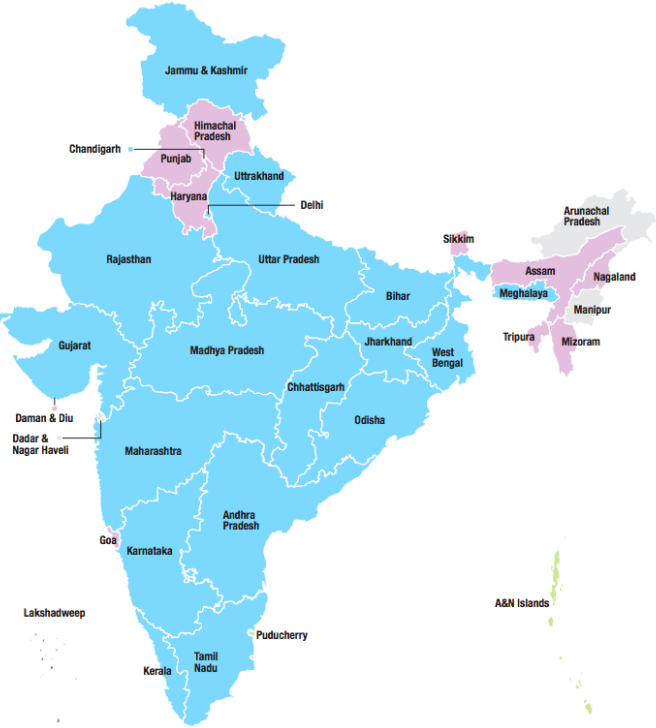 Jammu & Kashmir
Himachal
Pradesh
Chandigarh
Punjab
Uttrakhand
Haryana
Delhi
Arunachal
Pradesh
Sikkim
Rajasthan
Uttar Pradesh
Assam
Nagaland
Bihar
Meghalaya
Manipur
Gujarat
Madhya Pradesh
Jharkhand
Tripura
Mizoram
West
Bengal
Chhattisgarh
Daman & Diu
Odisha
Dadar &
Nagar Haveli
Maharashtra
Andhra
Pradesh
Goa
Karnataka
A&N Islands
Lakshadweep
Puducherry
Tamil
Nadu
Kerala